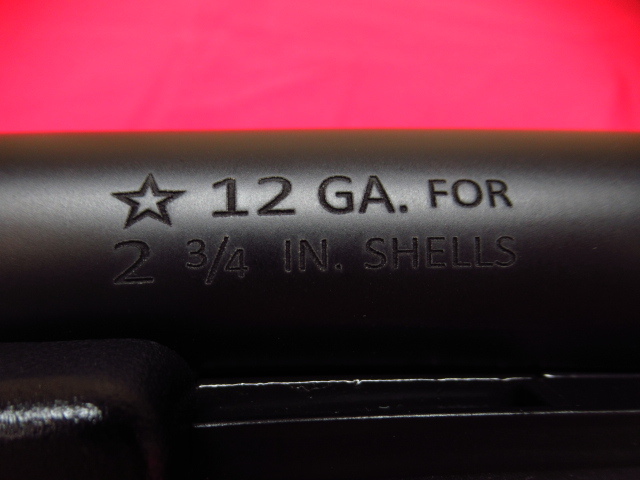 ☆ 12 GA. FOR
2 3/4 IN. SHELLS